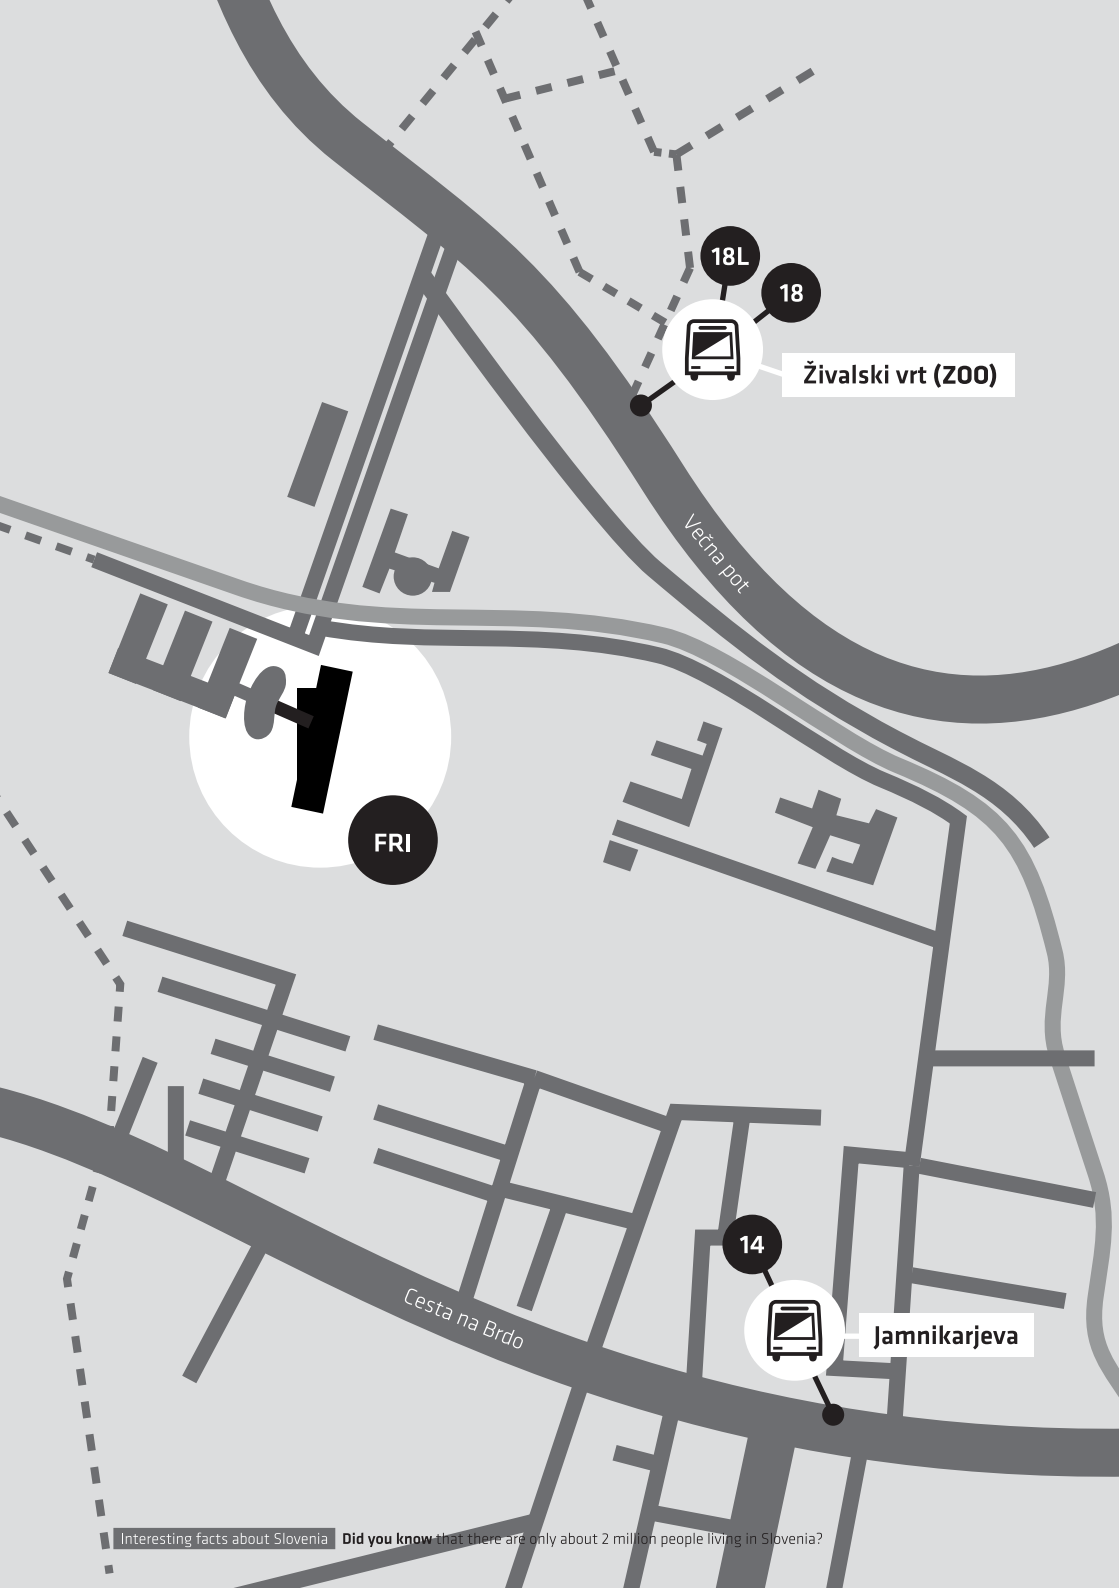 18L
18
Živalski vrt (ZOO)
Večna pot
FRI
14
Cesta na Brdo
Jamnikarjeva
Interesting facts about Slovenia Did you know that there are only about 2 million people living in Slovenia?